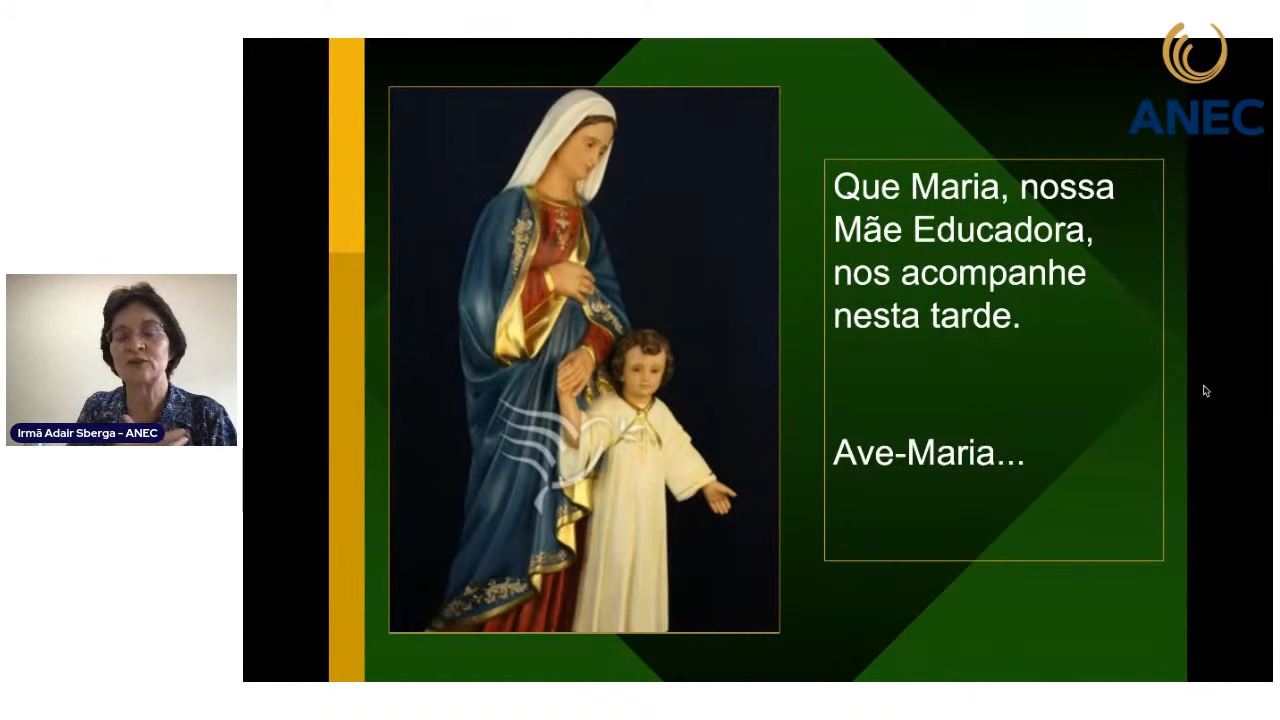 ANEC
Que Maria, nossa
Mãe Educadora,
nos acompanhe
nesta tarde.
Ave-Maria...
Irmã Adair Sberga - ANEC